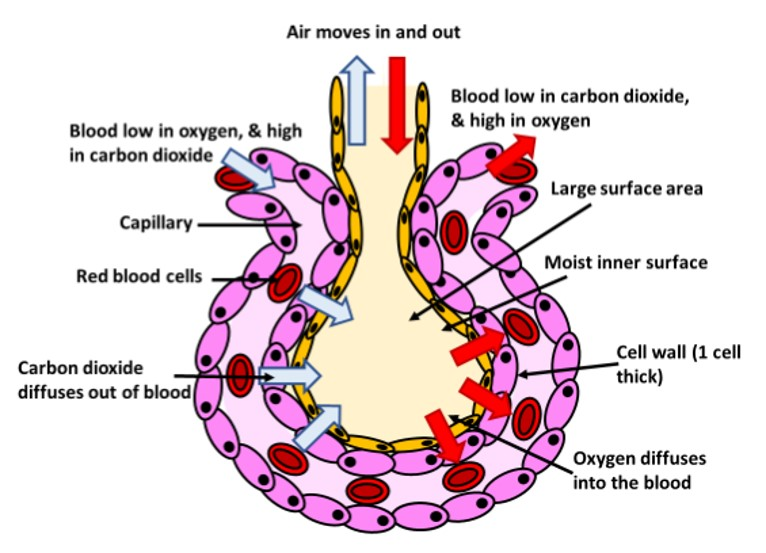 Air moves in and out
Blood low in carbon dioxide,
& high in oxygen
Blood low in oxygen, & high
in carbon dioxide
Large surface area
Capillary
Moist inner surface
Red blood cells
Cell wall (1 cell
thick)
Carbon dioxide
diffuses out of blood
Oxygen diffuses
into the blood